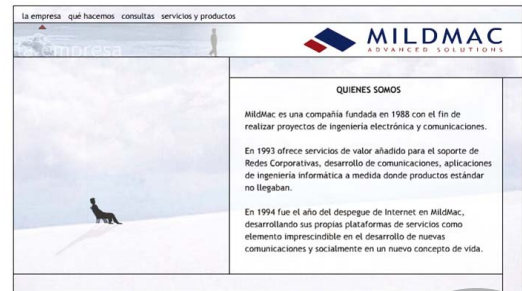 la empresa qué hacemos consultas servicios y productos
la empresa
MILDMAC
ADVANCED SOLUTIONS
QUIENES SOMOS
MildMac es una compañía fundada en 1988 con el fin de
realizar proyectos de ingeniería electrónica y comunicaciones.
En 1993 ofrece servicios de valor añadido para el soporte de
Redes Corporativas, desarrollo de comunicaciones, aplicaciones
de ingeniería informática a medida donde productos estándar
no llegaban.
En 1994 fue el año del despegue de Internet en MildMac,
desarrollando sus propias plataformas de servicios como
elemento imprescindible en el desarrollo de nuevas
comunicaciones y socialmente en un nuevo concepto de vida.